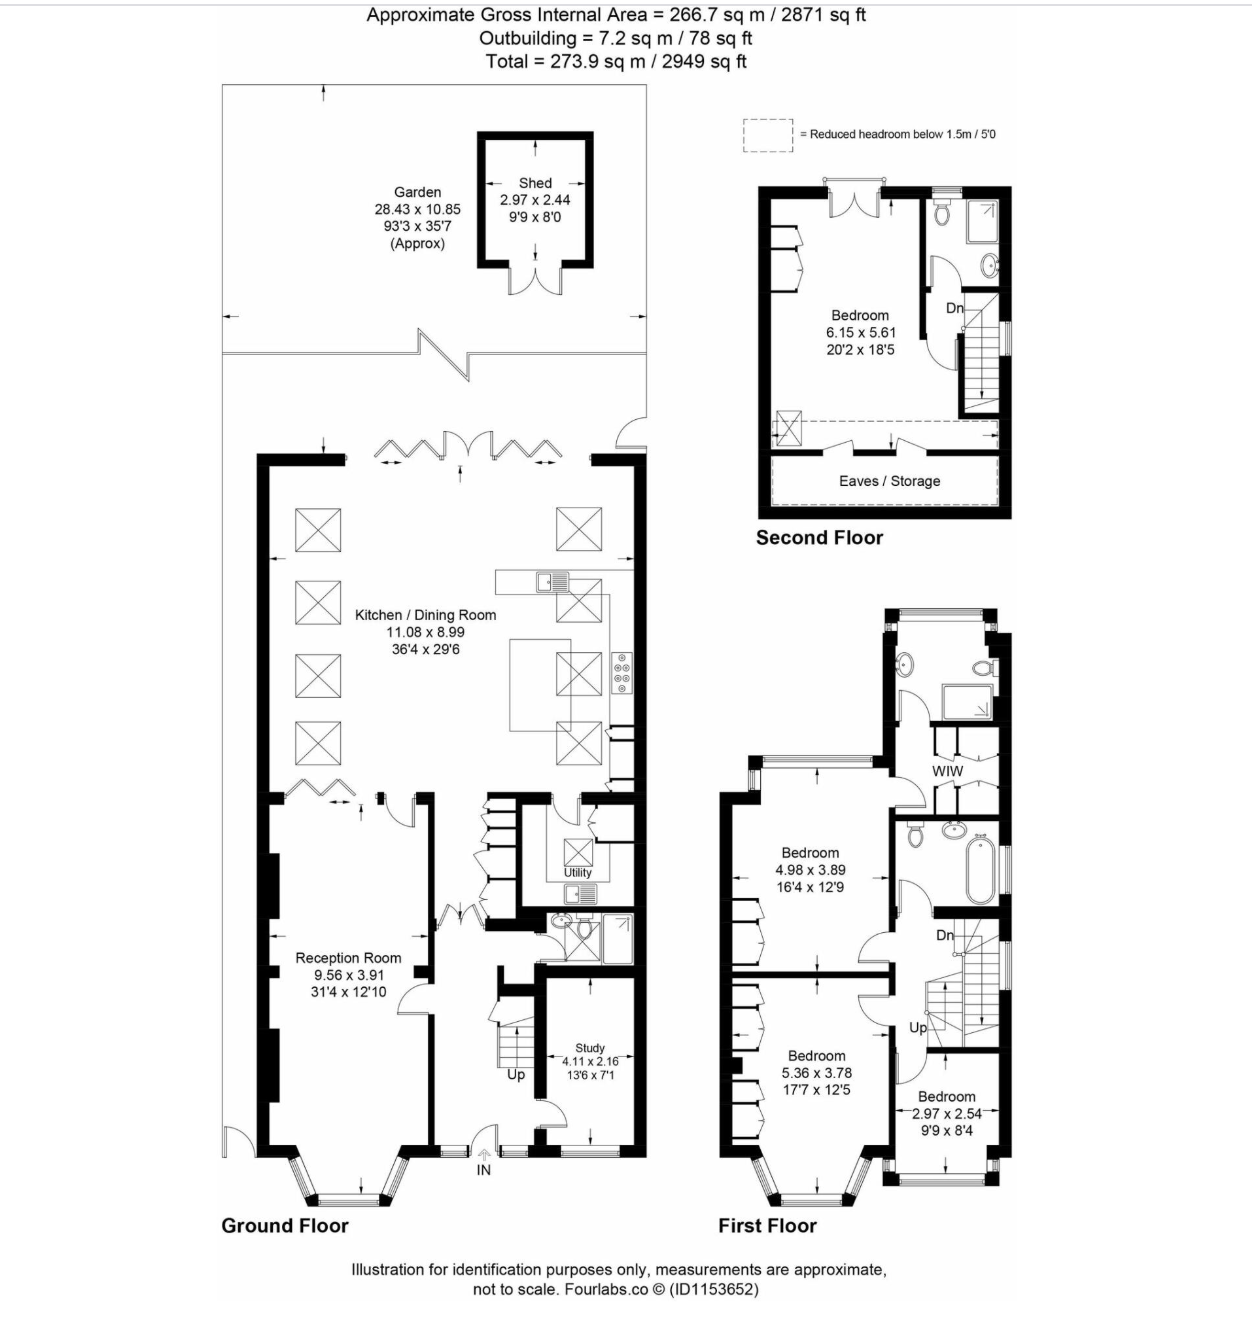 Approximate Gross Internal Area = 266.7 sq m / 2871 sq ft
Outbuilding = 7.2 sq m / 78 sq ft
Total = 273.9 sq m / 2949 sq ft
= Reduced headroom below 1.5m / 5'0
Garden
28.43 x 10.85
93'3 x 35'7
(Approx)
Shed
2.97 x 2.44
9'9 x 8'0
Bedroom
6.15 x 5.61
20'2 x 18'5
Dn
Eaves / Storage
Second Floor
Kitchen / Dining Room
11.08 x 8.99
36'4 x 29'6
Utility
Reception Room
9.56 x 3.91
31'4 x 12'10
Study
4.11 x 2.16
13'6 x 7'1
Up
IN
Ground Floor
WIW
Bedroom
4.98 x 3.89
16'4 x 12'9
Dn
Up
Bedroom
5.36 x 3.78
17'7 x 12'5
Bedroom
2.97 x 2.54
9'9 x 8'4
First Floor
Illustration for identification purposes only, measurements are approximate,
not to scale. Fourlabs.co © (ID1153652)